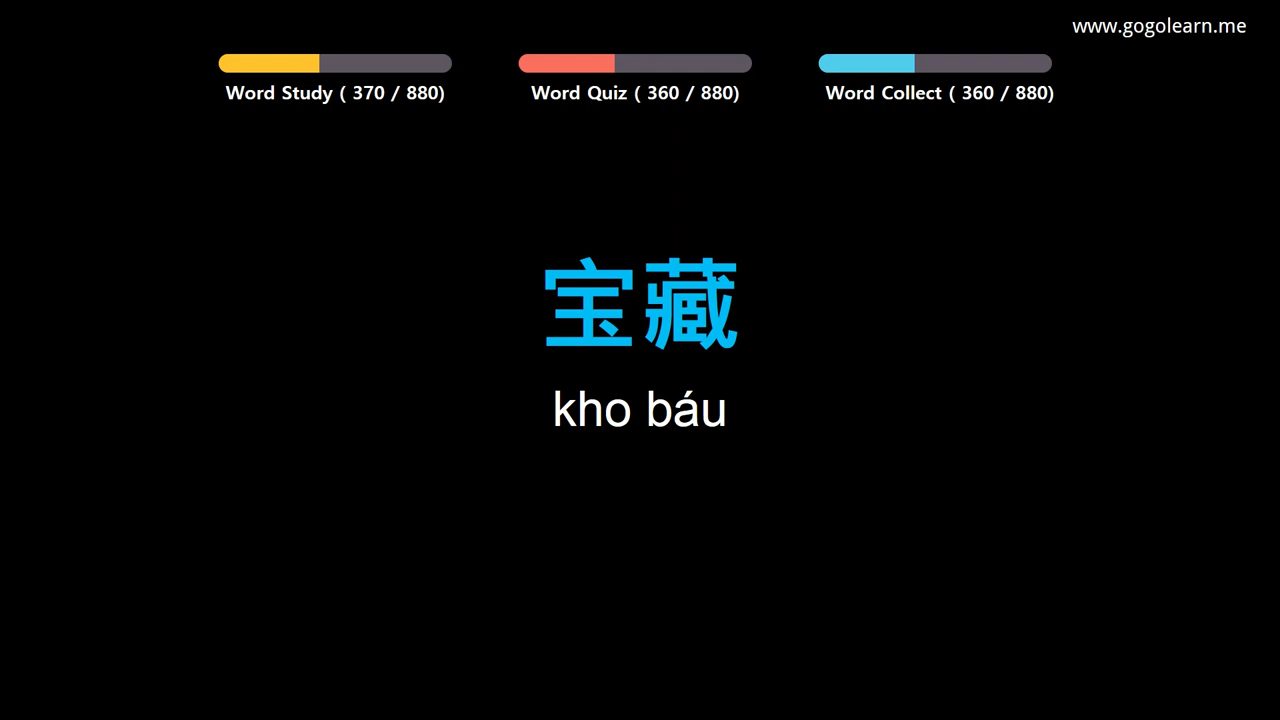 www.gogolearn.me
Word Study ( 370 / 880)
Word Quiz ( 360 / 880)
Word Collect ( 360 / 880)
宝藏
kho báu